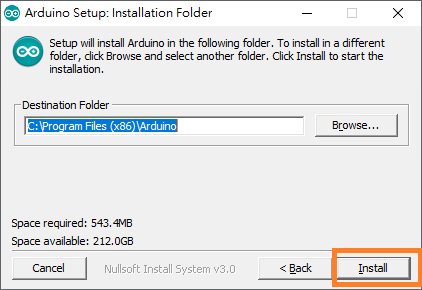 Arduino Setup: Installation Folder
Setup will install Arduino in the following folder. To install in a different
folder, click Browse and select another folder. Click Install to start the
installation.
Destination Folder
C:\Program Files (x86)\Arduino
Browse...
Space required: 543.4MB
Space available: 212.0GB
Cancel
Nullsoft Install System v3.0
< Back
Install